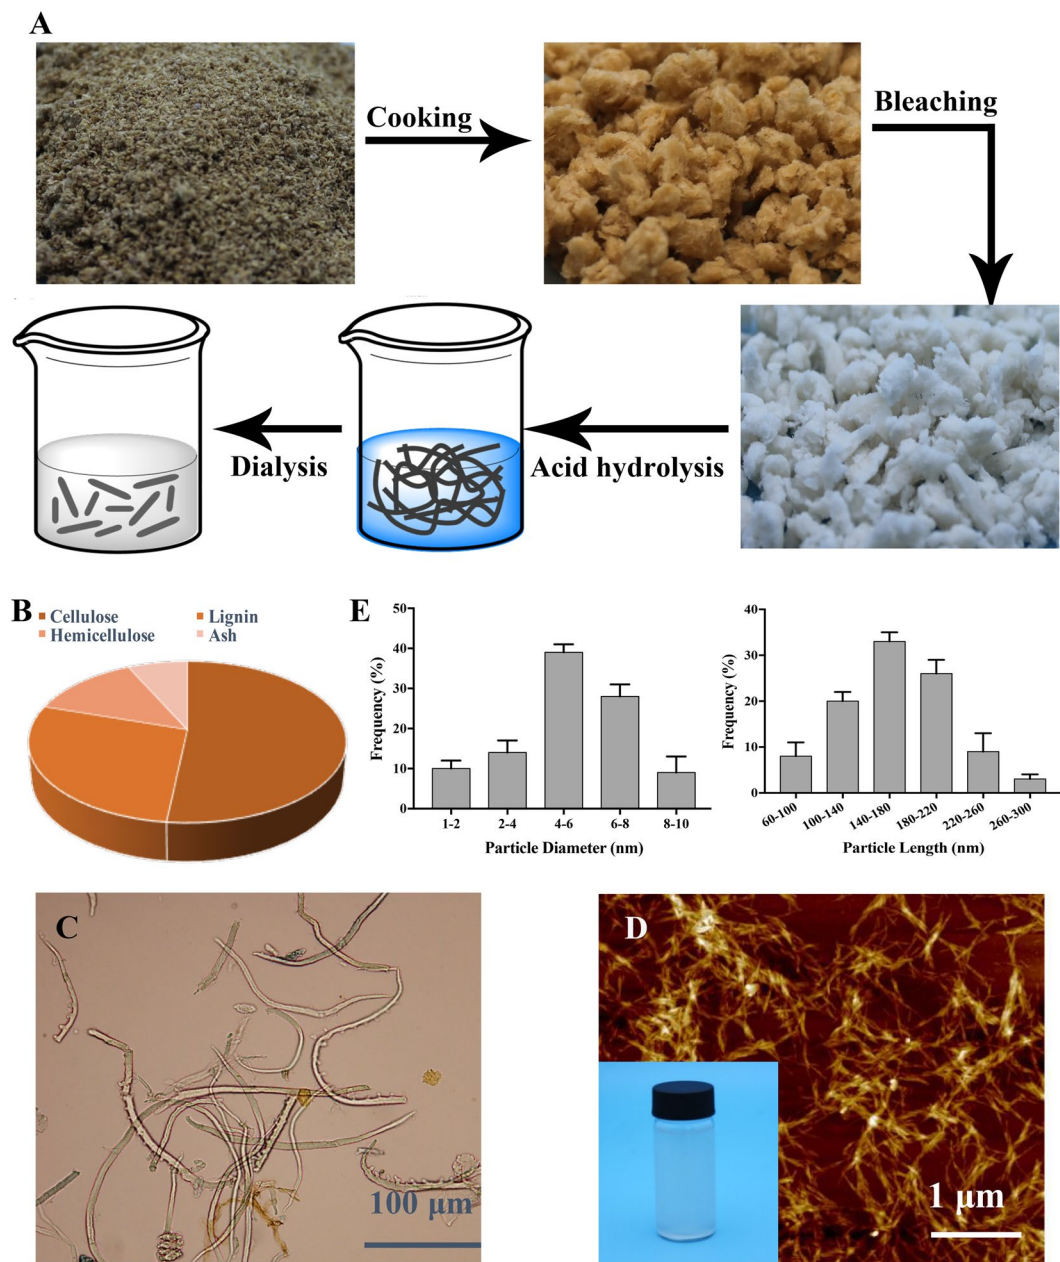 A
Cooking
Bleaching
Dialysis
Acid hydrolysis
B
Cellulose
Lignin
Hemicellulose
Ash
E
Frequency (%)
50
40
30
20
10
0
1-2
2-4
4-6
6-8
8-10
Particle Diameter (nm)
Frequency (%)
40
30
20
10
0
60-100
100-140
140-180
180-220
220-260
260-300
Particle Length (nm)
C
100 μm
D
1 μm